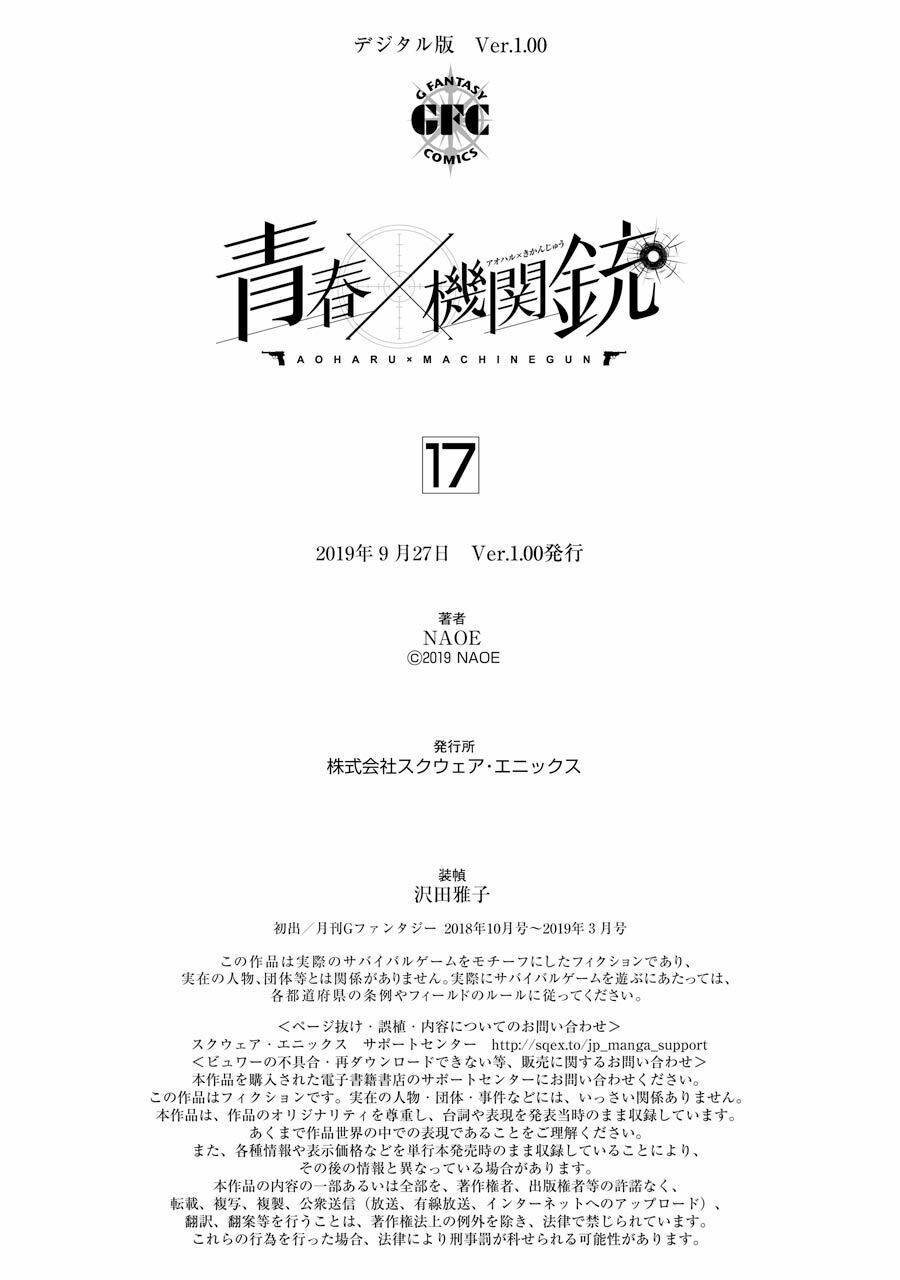 デジタル版　Ver.1.00
G FANTASY
GFC
COMICS
アオハル×きかんじゅう
青春×機関銃
AOHARU×MACHINEGUN
17
2019年9月27日　Ver.1.00発行
著者
NAOE
©2019 NAOE
発行所
株式会社スクウェア・エニックス
装幀
沢田雅子
初出／月刊Gファンタジー 2018年10月号～2019年3月号
この作品は実際のサバイバルゲームをモチーフにしたフィクションであり、
実在の人物、団体等とは関係がありません。実際にサバイバルゲームを遊ぶにあたっては、
各都道府県の条例やフィールドのルールに従ってください。
＜ページ抜け・誤植・内容についてのお問い合わせ＞
スクウェア・エニックス　サポートセンター　http://sqex.to/jp_manga_support
＜ビュワーの不具合・再ダウンロードできない等、販売に関するお問い合わせ＞
本作品を購入された電子書籍書店のサポートセンターにお問い合わせください。
この作品はフィクションです。実在の人物・団体・事件などには、いっさい関係ありません。
本作品は、作品のオリジナリティを尊重し、台詞や表現を発表当時のまま収録しています。
あくまで作品世界の中での表現であることをご理解ください。
また、各種情報や表示価格などを単行本発売時のまま収録していることにより、
その後の情報と異なっている場合があります。
本作品の内容の一部あるいは全部を、著作権者、出版権者等の許諾なく、
転載、複写、複製、公衆送信（放送、有線放送、インターネットへのアップロード）、
翻訳、翻案等を行うことは、著作権法上の例外を除き、法律で禁じられています。
これらの行為を行った場合、法律により刑事罰が科せられる可能性があります。